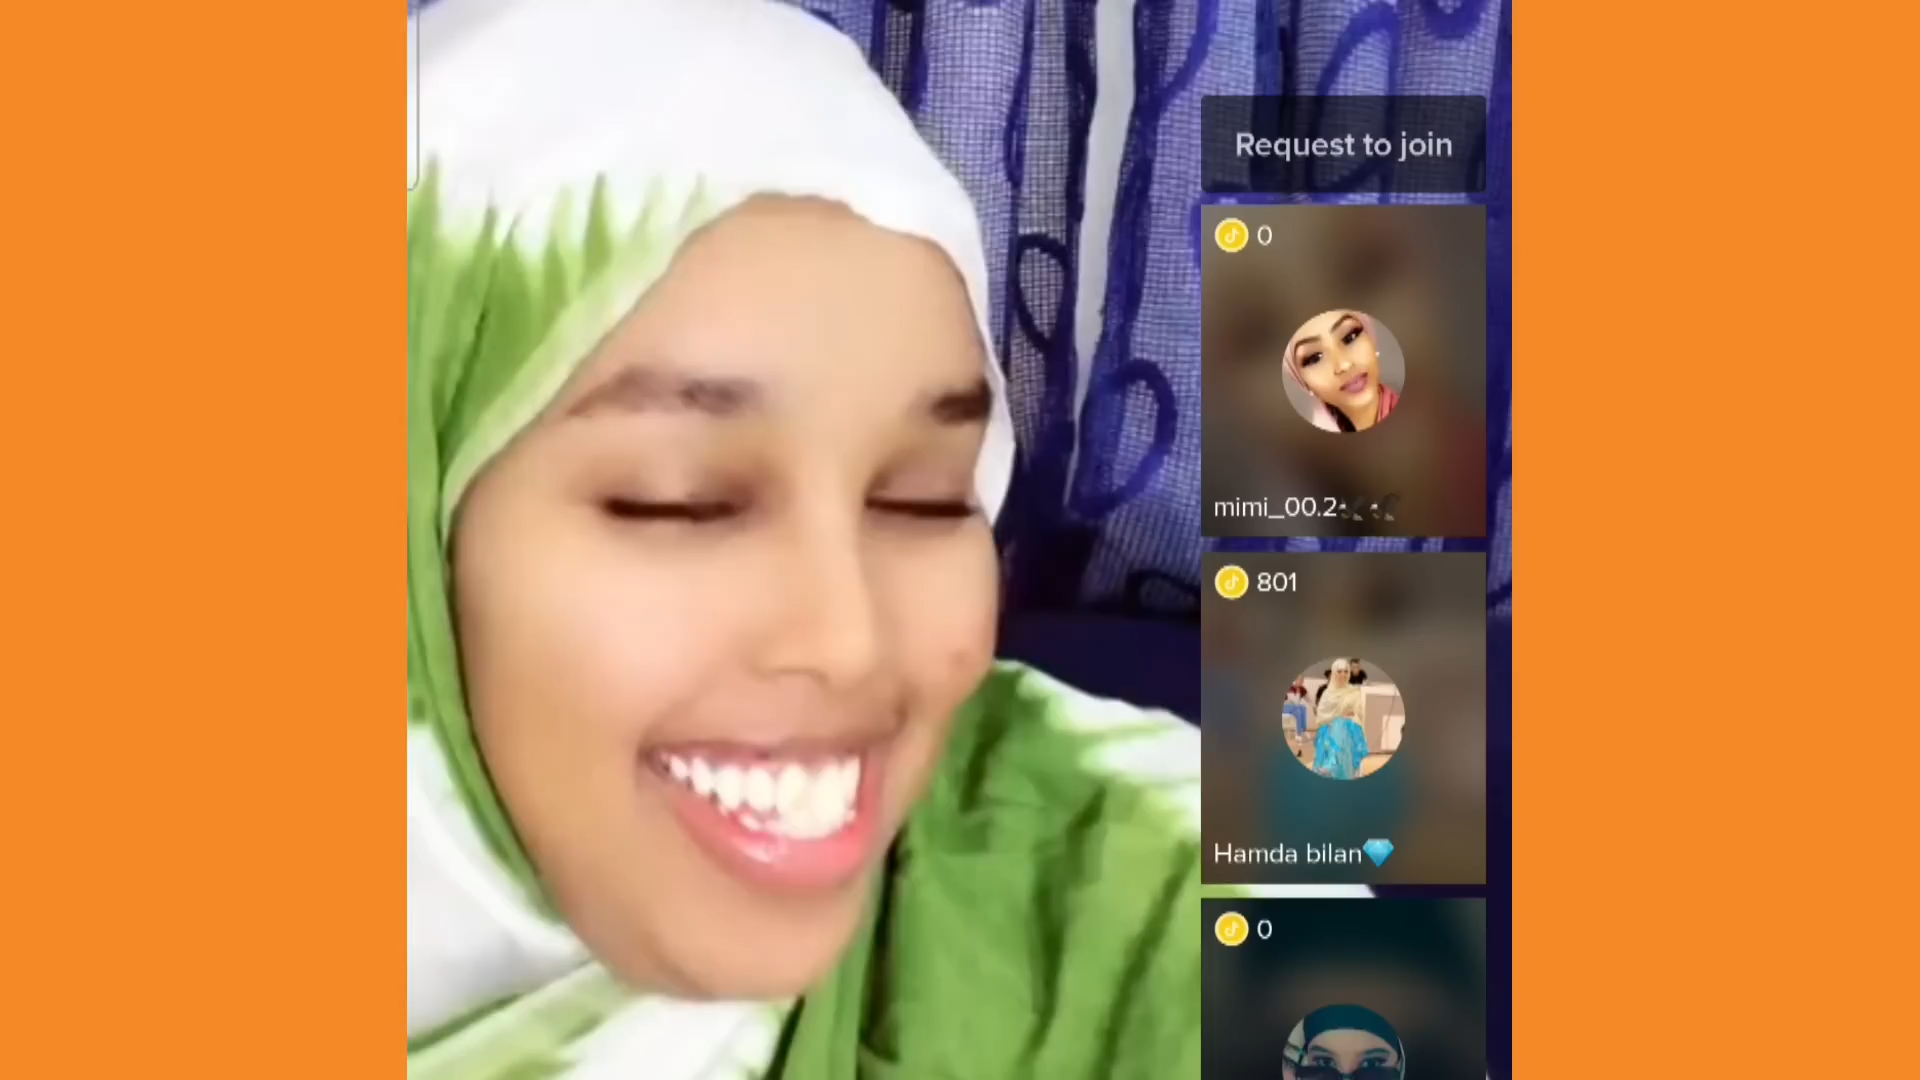 Request to join
0
mimi_00.2
801
Hamda bilan💎
0